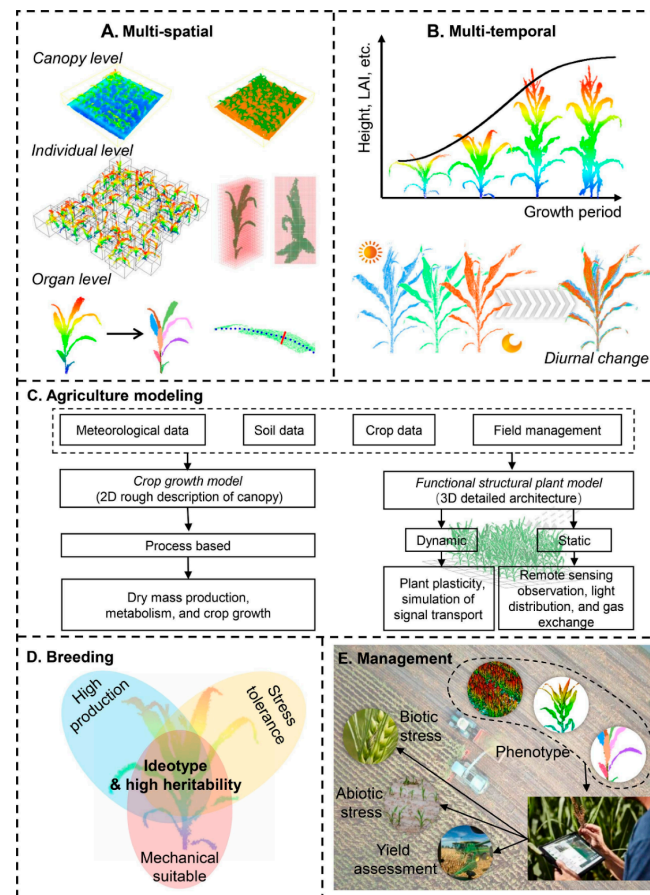 A. Multi-spatial
Canopy level
Individual level
Organ level
B. Multi-temporal
Height, LAI, etc.
Growth period
Diurnal change
C. Agriculture modeling
Meteorological data
Soil data
Crop data
Field management
Crop growth model
(2D rough description of canopy)
Functional structural plant model
(3D detailed architecture)
Process based
Dynamic
Static
Dry mass production,
metabolism, and crop growth
Plant plasticity,
simulation of
signal transport
Remote sensing
observation, light
distribution, and gas
exchange
D. Breeding
High
production
Stress
tolerance
Ideotype
& high heritability
Mechanical
suitable
E. Management
Biotic
stress
Phenotype
Abiotic
stress
Yield
assessment